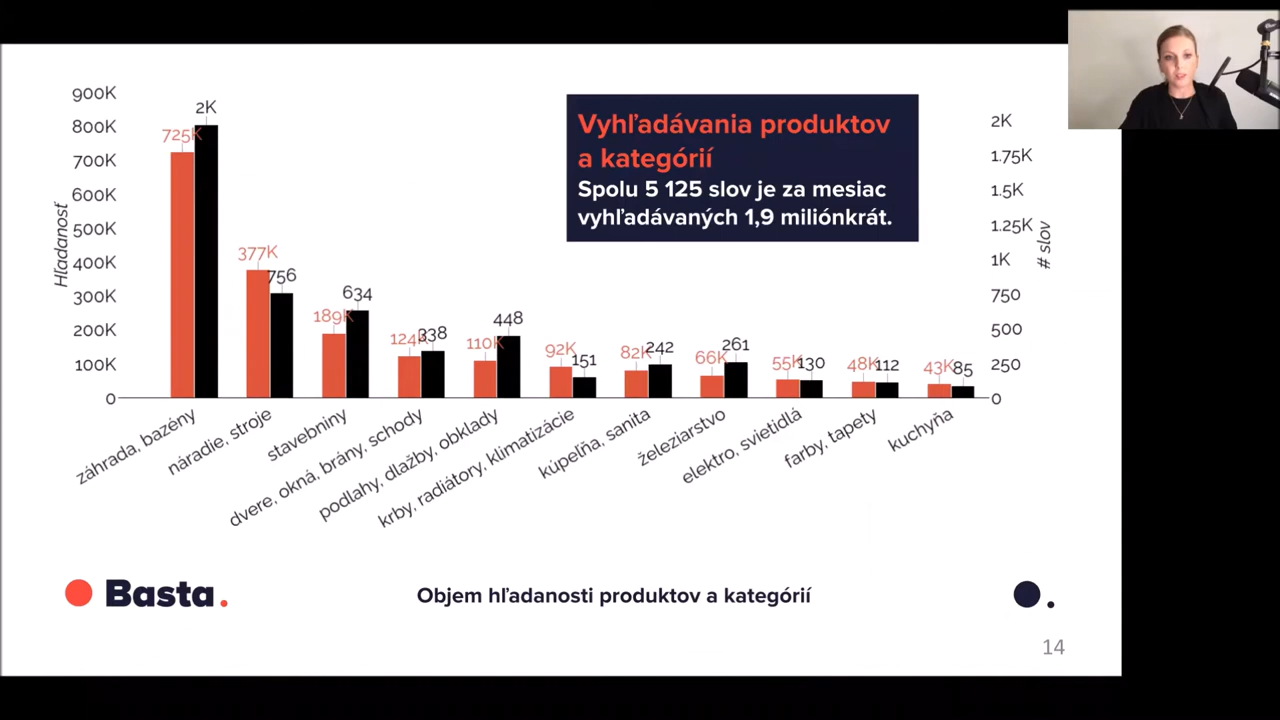 900K
800K
700K
600K
500K
400K
300K
200K
100K
0
Hľadanosť
725K
2K
377K
756
189K
634
124K
338
110K
448
92K
151
82K
242
66K
261
55K
130
48K
112
43K
85
Vyhľadávania produktov
a kategórií
Spolu 5 125 slov je za mesiac
vyhľadávaných 1,9 miliónkrát.
2K
1.75K
1.5K
1.25K
1K
750
500
250
0
# slov
záhrada, bazény
náradie, stroje
stavebniny
dvere, okná, brány, schody
podlahy, dlažby, obklady
krby, radiátory, klimatizácie
kúpeľňa, sanita
železiarstvo
elektro, svietidlá
farby, tapety
kuchyňa
Basta.
Objem hľadanosti produktov a kategórií
14